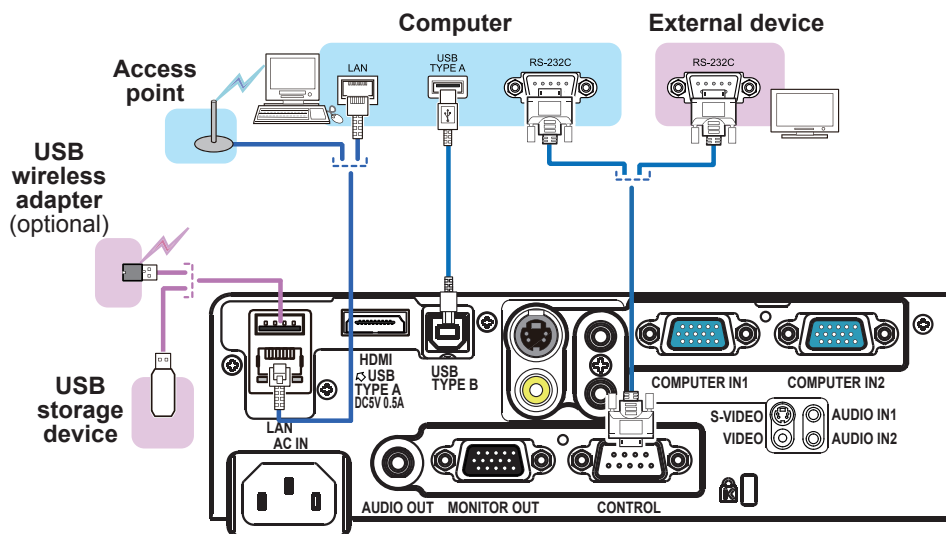 Computer
External device
Access
point
LAN
USB
TYPE A
RS-232C
RS-232C
USB
wireless
adapter
(optional)
USB
storage
device
HDMI
USB
TYPE A
DC5V 0.5A
USB
TYPE B
COMPUTER IN1
COMPUTER IN2
LAN
AC IN
S-VIDEO
VIDEO
AUDIO IN1
AUDIO IN2
AUDIO OUT
MONITOR OUT
CONTROL
K